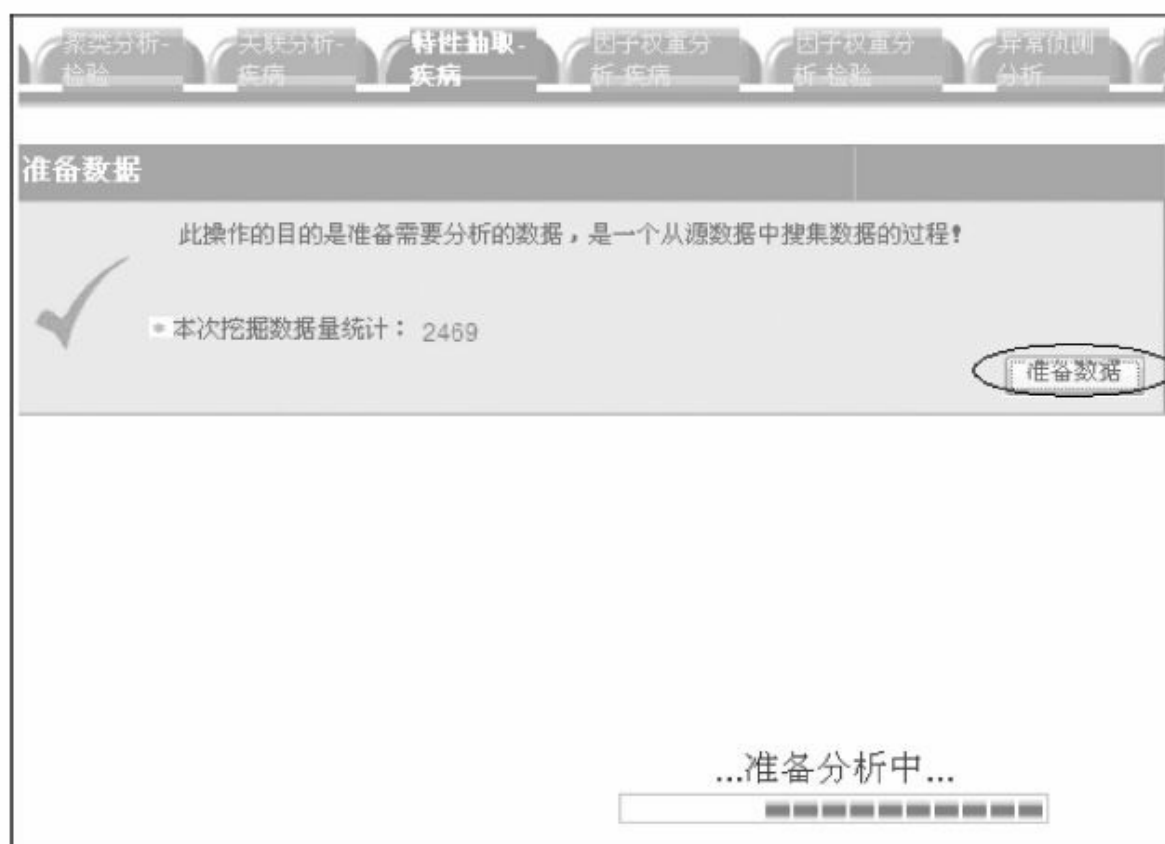 聚类分析-
检验
关联分析-
疾病
特性抽取-
疾病
因子权重分
析-疾病
因子权重分
析-检验
异常侦测
分析
准备数据
此操作的目的是准备需要分析的数据，是一个从源数据中搜集数据的过程！
本次挖掘数据量统计： 2469
准备数据
...准备分析中...